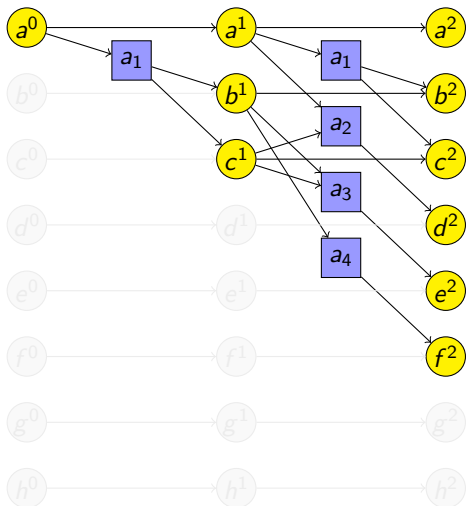 a⁰ a¹ a²
a₁ a₁
b⁰ b¹ b²
a₂
c⁰ c¹ c²
a₃
d⁰ d¹ d²
a₄
e⁰ e¹ e²
f⁰ f¹ f²
g⁰ g¹ g²
h⁰ h¹ h²